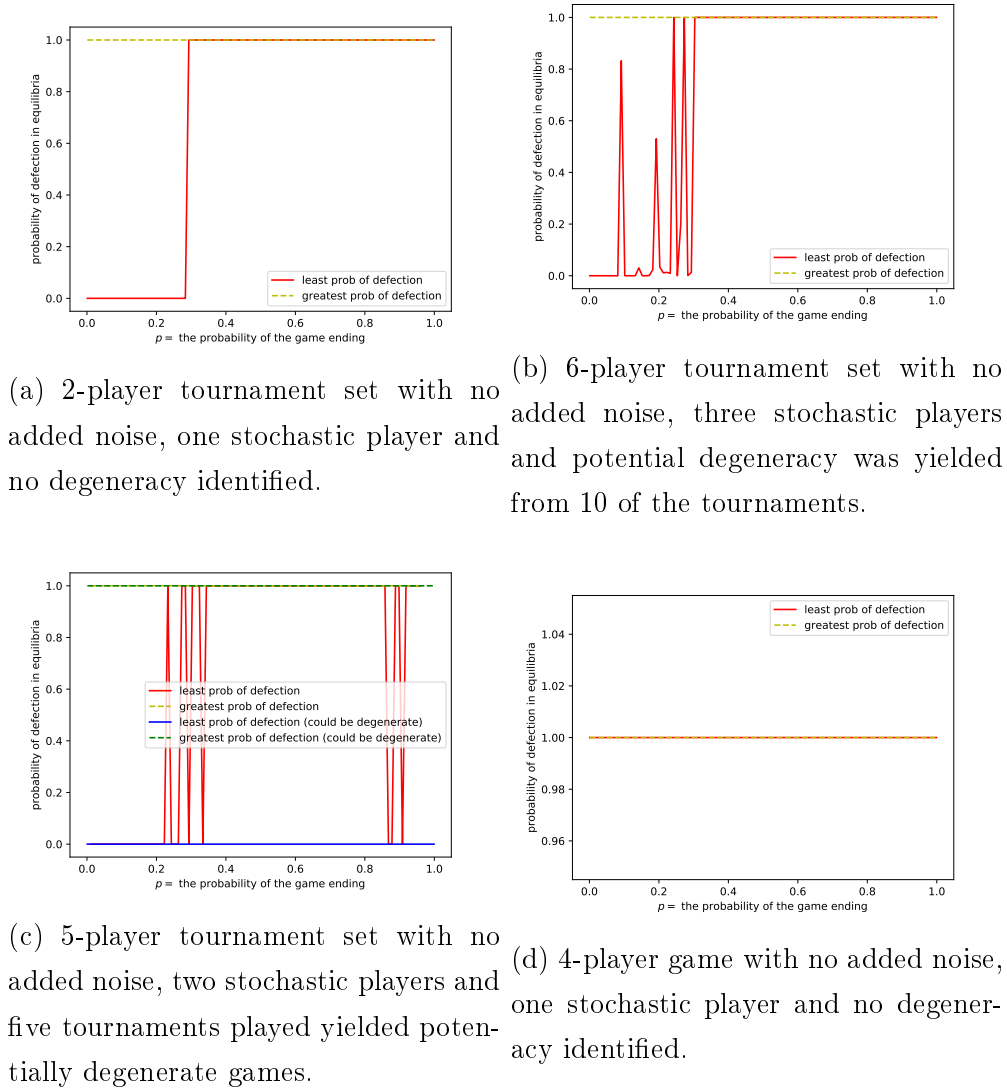 1.0
0.8
0.6
0.4
0.2
0.0
probability of defection in equilibria
least prob of defection
greatest prob of defection
0.0 0.2 0.4 0.6 0.8 1.0
p = the probability of the game ending
(a) 2-player tournament set with no
added noise, one stochastic player and
no degeneracy identified.
1.0
0.8
0.6
0.4
0.2
0.0
probability of defection in equilibria
least prob of defection
greatest prob of defection
0.0 0.2 0.4 0.6 0.8 1.0
p = the probability of the game ending
(b) 6-player tournament set with no
added noise, three stochastic players
and potential degeneracy was yielded
from 10 of the tournaments.
1.0
0.8
0.6
0.4
0.2
0.0
probability of defection in equilibria
least prob of defection
greatest prob of defection
least prob of defection (could be degenerate)
greatest prob of defection (could be degenerate)
0.0 0.2 0.4 0.6 0.8 1.0
p = the probability of the game ending
(c) 5-player tournament set with no
added noise, two stochastic players and
five tournaments played yielded poten-
tially degenerate games.
least prob of defection
greatest prob of defection
1.04
1.02
1.00
0.98
0.96
probability of defection in equilibria
0.0 0.2 0.4 0.6 0.8 1.0
p = the probability of the game ending
(d) 4-player game with no added noise,
one stochastic player and no degener-
acy identified.